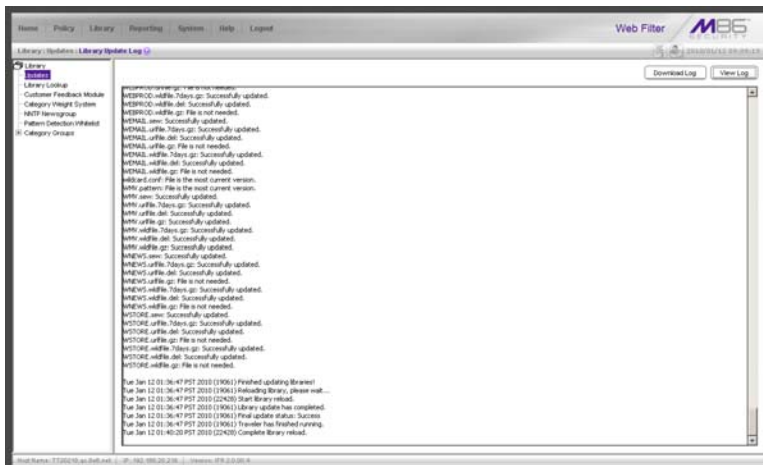 Home Policy Library Reporting System Help Logout
Web Filter M86 SECURITY
Library : Updates : Library Update Log
Library
Updates
Library Lookup
Customer Feedback Module
Category Weight System
NNTP Newsgroup
Pattern Detection Whitelist
Category Groups
Download Log View Log
WEBPROD.wldfile.7days.gz: Successfully updated.
WEBPROD.wldfile.del: Successfully updated.
WEBPROD.wldfile.gz: File is not needed.
WEMAIL.sew: Successfully updated.
WEMAIL.urlfile.7days.gz: Successfully updated.
WEMAIL.urlfile.del: Successfully updated.
WEMAIL.urlfile.gz: File is not needed.
WEMAIL.wldfile.7days.gz: Successfully updated.
WEMAIL.wldfile.del: Successfully updated.
WEMAIL.wldfile.gz: File is not needed.
wildcard.conf: File is the most current version.
WMV.pattern: File is the most current version.
WMV.sew: Successfully updated.
WMV.urlfile.7days.gz: Successfully updated.
WMV.urlfile.del: Successfully updated.
WMV.urlfile.gz: Successfully updated.
WMV.wldfile.7days.gz: Successfully updated.
WMV.wldfile.del: Successfully updated.
WMV.wldfile.gz: Successfully updated.
WNEWS.sew: Successfully updated.
WNEWS.urlfile.7days.gz: Successfully updated.
WNEWS.urlfile.del: Successfully updated.
WNEWS.urlfile.gz: File is not needed.
WNEWS.wldfile.7days.gz: Successfully updated.
WNEWS.wldfile.del: Successfully updated.
WNEWS.wldfile.gz: File is not needed.
WSTORE.sew: Successfully updated.
WSTORE.urlfile.7days.gz: Successfully updated.
WSTORE.urlfile.del: Successfully updated.
WSTORE.urlfile.gz: File is not needed.
WSTORE.wldfile.7days.gz: Successfully updated.
WSTORE.wldfile.del: Successfully updated.
WSTORE.wldfile.gz: File is not needed.
Tue Jan 12 01:36:47 PST 2010 (19061) Finished updating libraries!
Tue Jan 12 01:36:47 PST 2010 (19061) Reloading library, please wait...
Tue Jan 12 01:36:47 PST 2010 (22428) Start library reload.
Tue Jan 12 01:36:47 PST 2010 (19061) Library update has completed.
Tue Jan 12 01:36:47 PST 2010 (19061) Final update status: Success
Tue Jan 12 01:36:47 PST 2010 (19061) Traveler has finished running.
Tue Jan 12 01:40:20 PST 2010 (22428) Complete library reload.